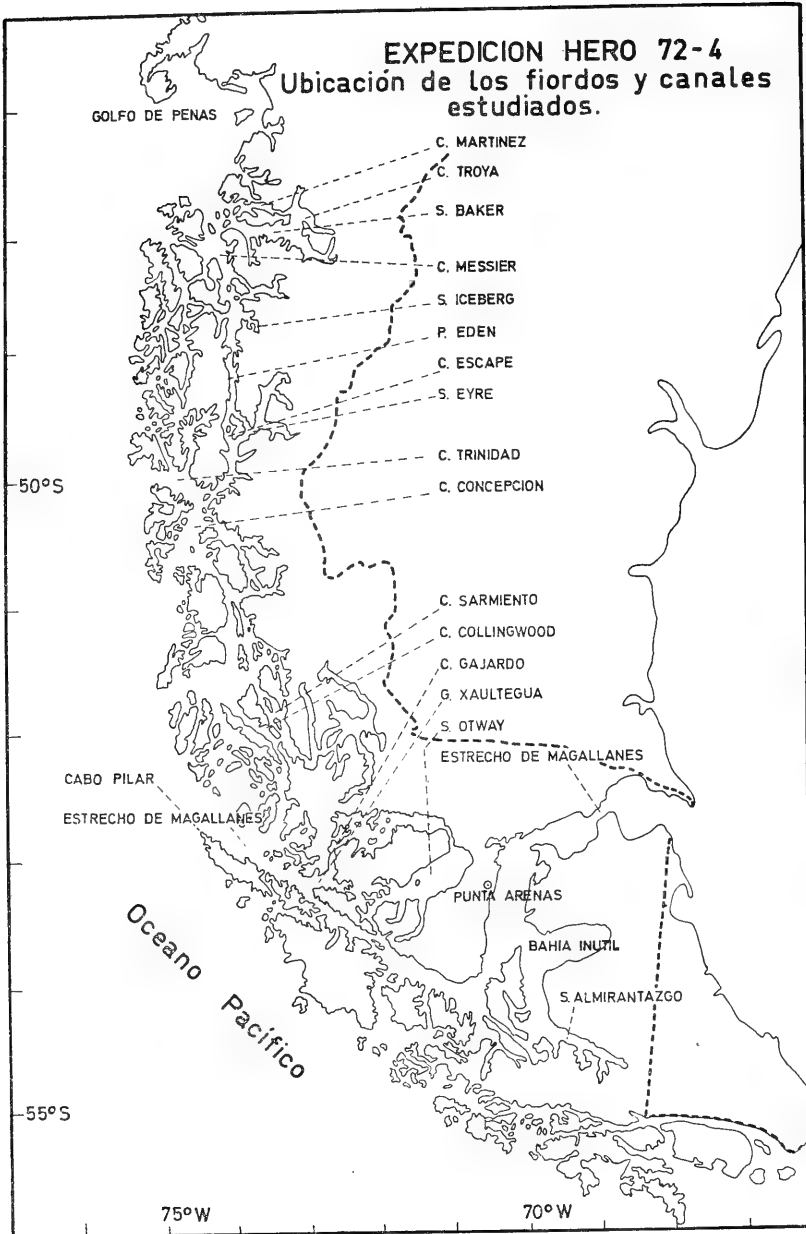 EXPEDICION HERO 72-4
Ubicación de los fiordos y canales
estudiados.
GOLFO DE PENAS
C. MARTINEZ
C. TROYA
S. BAKER
C. MESSIER
S. ICEBERG
P. EDEN
C. ESCAPE
S. EYRE
C. TRINIDAD
50°S
C. CONCEPCION
C. SARMIENTO
C. COLLINGWOOD
C. GAJARDO
G. XAULTEGUA
S. OTWAY
ESTRECHO DE MAGALLANES
CABO PILAR
ESTRECHO DE MAGALLANES
PUNTA ARENAS
BAHIA INUTIL
Oceano Pacífico
S. ALMIRANTAZGO
55°S
75°W
70°W